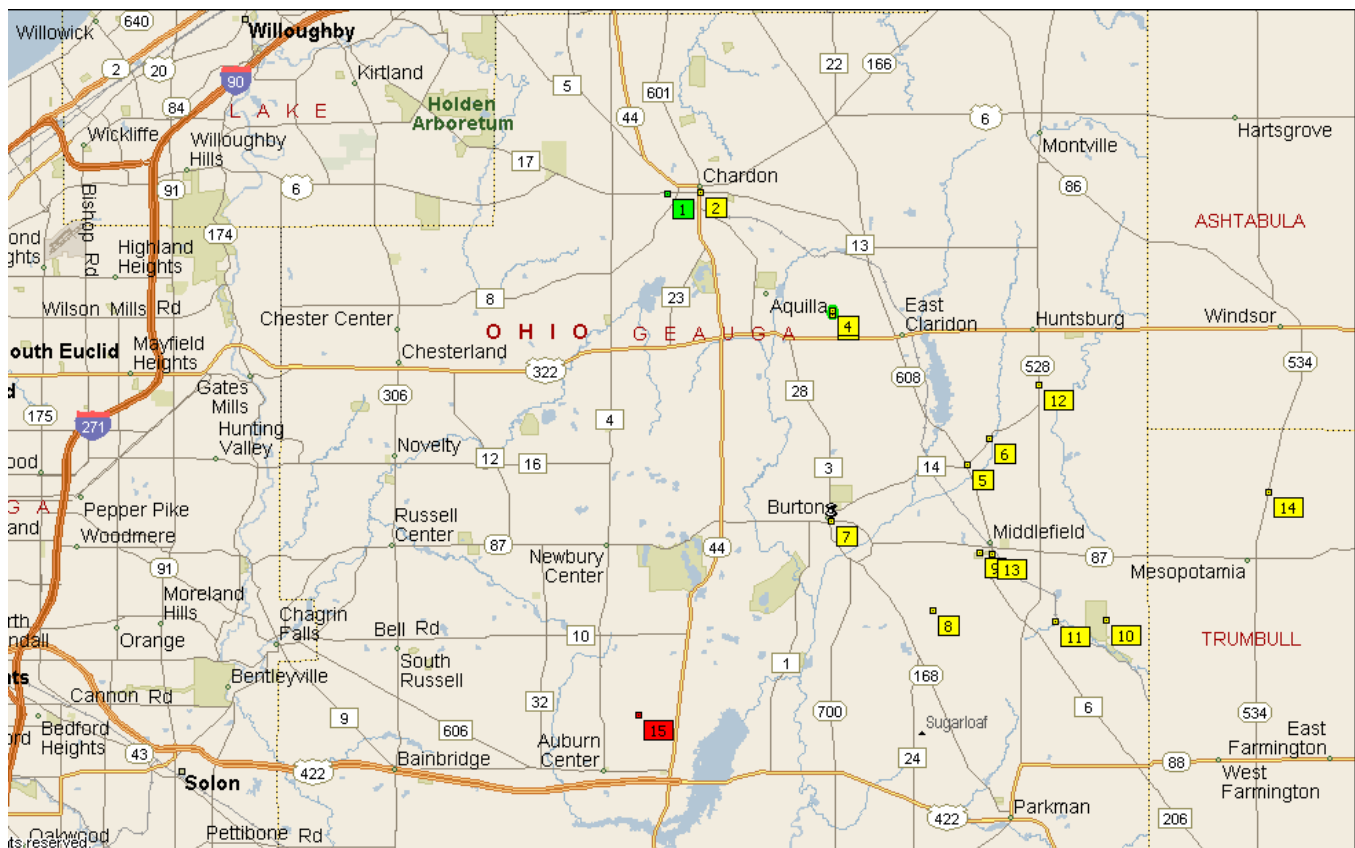 Willowick
640
Willoughby
2
20
90
Kirtland
5
601
22
166
44
6
Hartsgrove
84
L A K E
Holden
Arboretum
Wickliffe
Willoughby
Hills
Montville
17
Chardon
86
91
6
1
2
Bishop Rd
ASHTABULA
174
13
Highland
Heights
8
23
Aquilla
East
Claridon
Wilson Mills Rd
Chester Center
O H I O
G E A U G A
4
Huntsburg
Windsor
Mayfield
Heights
outh Euclid
Chesterland
322
534
608
528
Gates
Mills
306
28
12
175
271
Hunting
Valley
4
Novelty
12
16
3
14
6
5
14
G A
Pepper Pike
Burton
Russell
Center
7
Middlefield
Woodmere
87
Newbury
Center
44
87
Mesopotamia
9
13
91
Moreland
Hills
Chagrin
Falls
8
11
10
Orange
Bell Rd
10
TRUMBULL
South
Russell
1
168
Bentleyville
Cannon Rd
32
6
9
606
15
700
Sugarloaf
534
Bedford
Heights
43
Auburn
Center
24
East
Farmington
Bainbridge
88
Solon
422
West
Farmington
Parkman
422
206
Oakwood
Pettibone Rd
ts reserved.